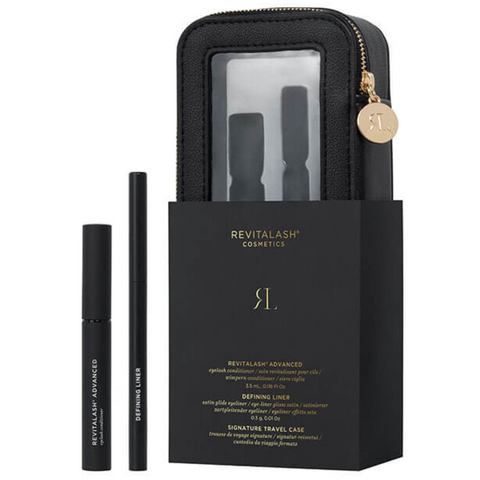 RL
REVITALASH®
COSMETICS
RL
REVITALASH® ADVANCED
eyelash conditioner / soin revitalisant pour cils /
wimpern-conditioner / siero ciglia
3.5 mL, 0.118 Fl Oz
DEFINING LINER
satin glide eyeliner / eye-liner glisse satin / satinierter
zartgleitender eyeliner / eyeliner effetto seta
0.3 g, 0.01 Oz
SIGNATURE TRAVEL CASE
trousse de voyage signature / signatur-reiseetui /
custodia da viaggio firmata
REVITALASH® ADVANCED
eyelash conditioner
DEFINING LINER